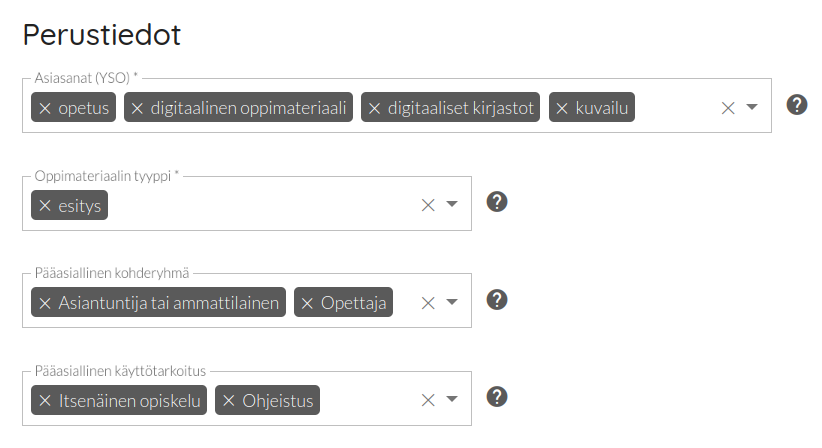 Perustiedot
Asiasanat (YSO) *
× opetus × digitaalinen oppimateriaali × digitaaliset kirjastot × kuvailu
Oppimateriaalin tyyppi *
× esitys
Pääasiallinen kohderyhmä
× Asiantuntija tai ammattilainen × Opettaja
Pääasiallinen käyttötarkoitus
× Itsenäinen opiskelu × Ohjeistus